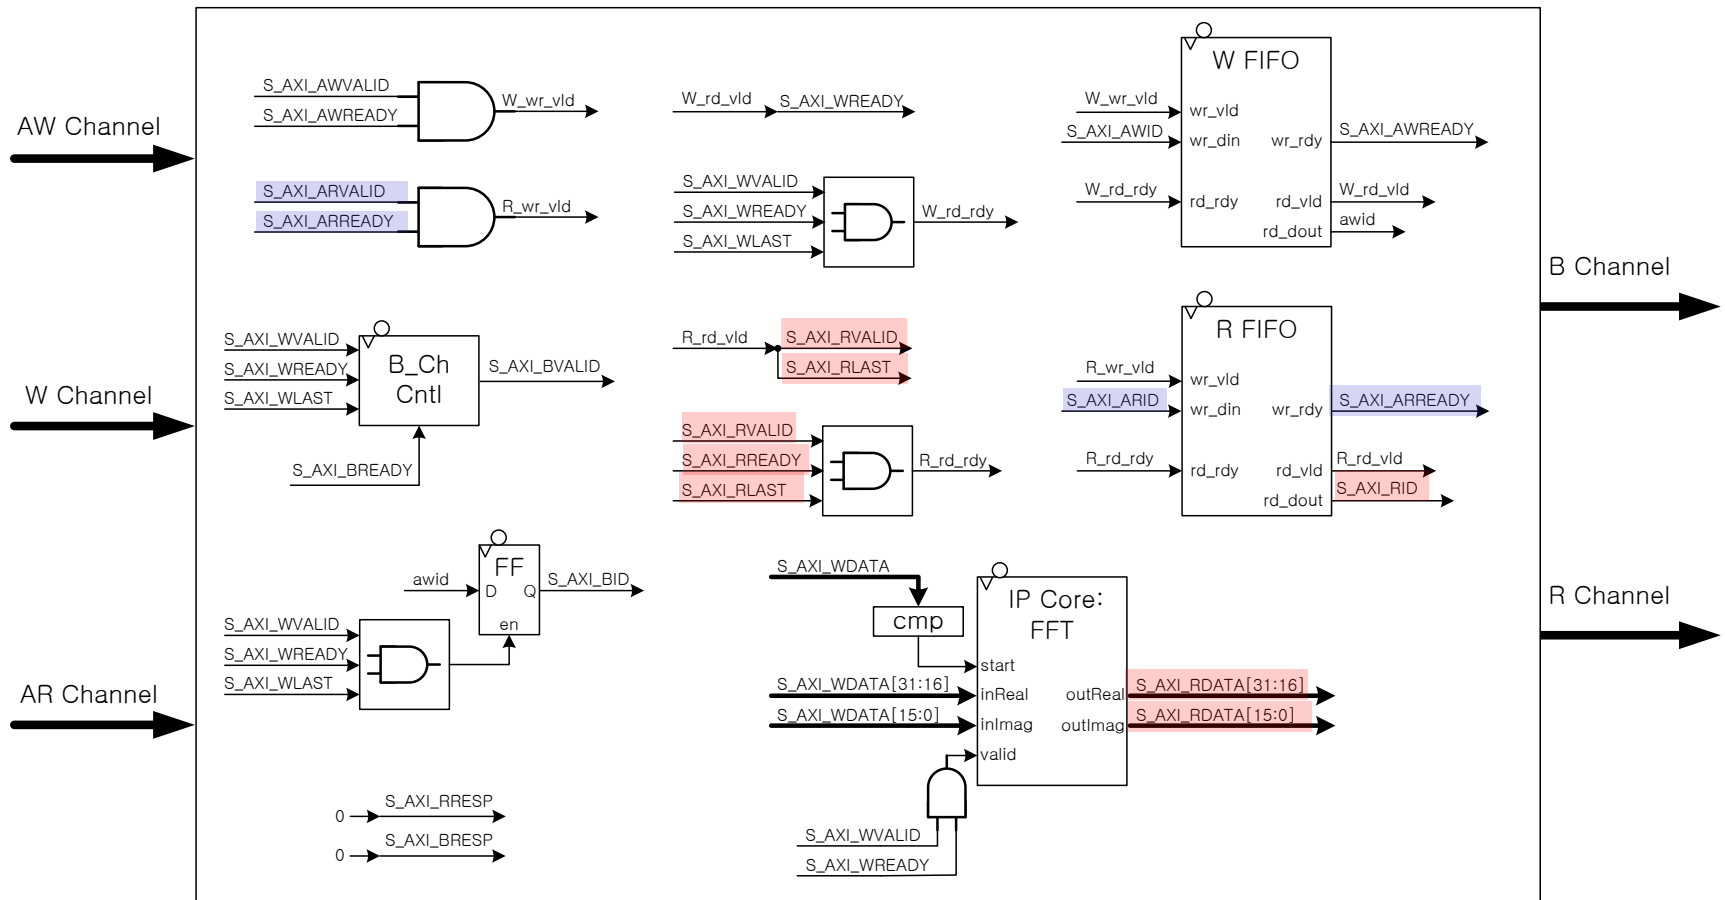 AW Channel
W Channel
AR Channel
S_AXI_AWVALID
S_AXI_AWREADY
W_wr_vld
S_AXI_ARVALID
S_AXI_ARREADY
R_wr_vld
S_AXI_WVALID
S_AXI_WREADY
S_AXI_WLAST
B_Ch
Cntl
S_AXI_BVALID
S_AXI_BREADY
awid
FF
D
Q
en
S_AXI_BID
S_AXI_WVALID
S_AXI_WREADY
S_AXI_WLAST
0
S_AXI_RRESP
0
S_AXI_BRESP
W_rd_vld
S_AXI_WREADY
S_AXI_WVALID
S_AXI_WREADY
S_AXI_WLAST
W_rd_rdy
R_rd_vld
S_AXI_RVALID
S_AXI_RLAST
S_AXI_RVALID
S_AXI_RREADY
S_AXI_RLAST
R_rd_rdy
S_AXI_WDATA
cmp
S_AXI_WDATA[31:16]
S_AXI_WDATA[15:0]
S_AXI_WVALID
S_AXI_WREADY
IP Core:
FFT
start
inReal
inImag
valid
outReal
outImag
S_AXI_RDATA[31:16]
S_AXI_RDATA[15:0]
W FIFO
W_wr_vld
S_AXI_AWID
W_rd_rdy
wr_vld
wr_din
rd_rdy
wr_rdy
rd_vld
rd_dout
S_AXI_AWREADY
W_rd_vld
awid
R FIFO
R_wr_vld
S_AXI_ARID
R_rd_rdy
wr_vld
wr_din
rd_rdy
wr_rdy
rd_vld
rd_dout
S_AXI_ARREADY
R_rd_vld
S_AXI_RID
B Channel
R Channel